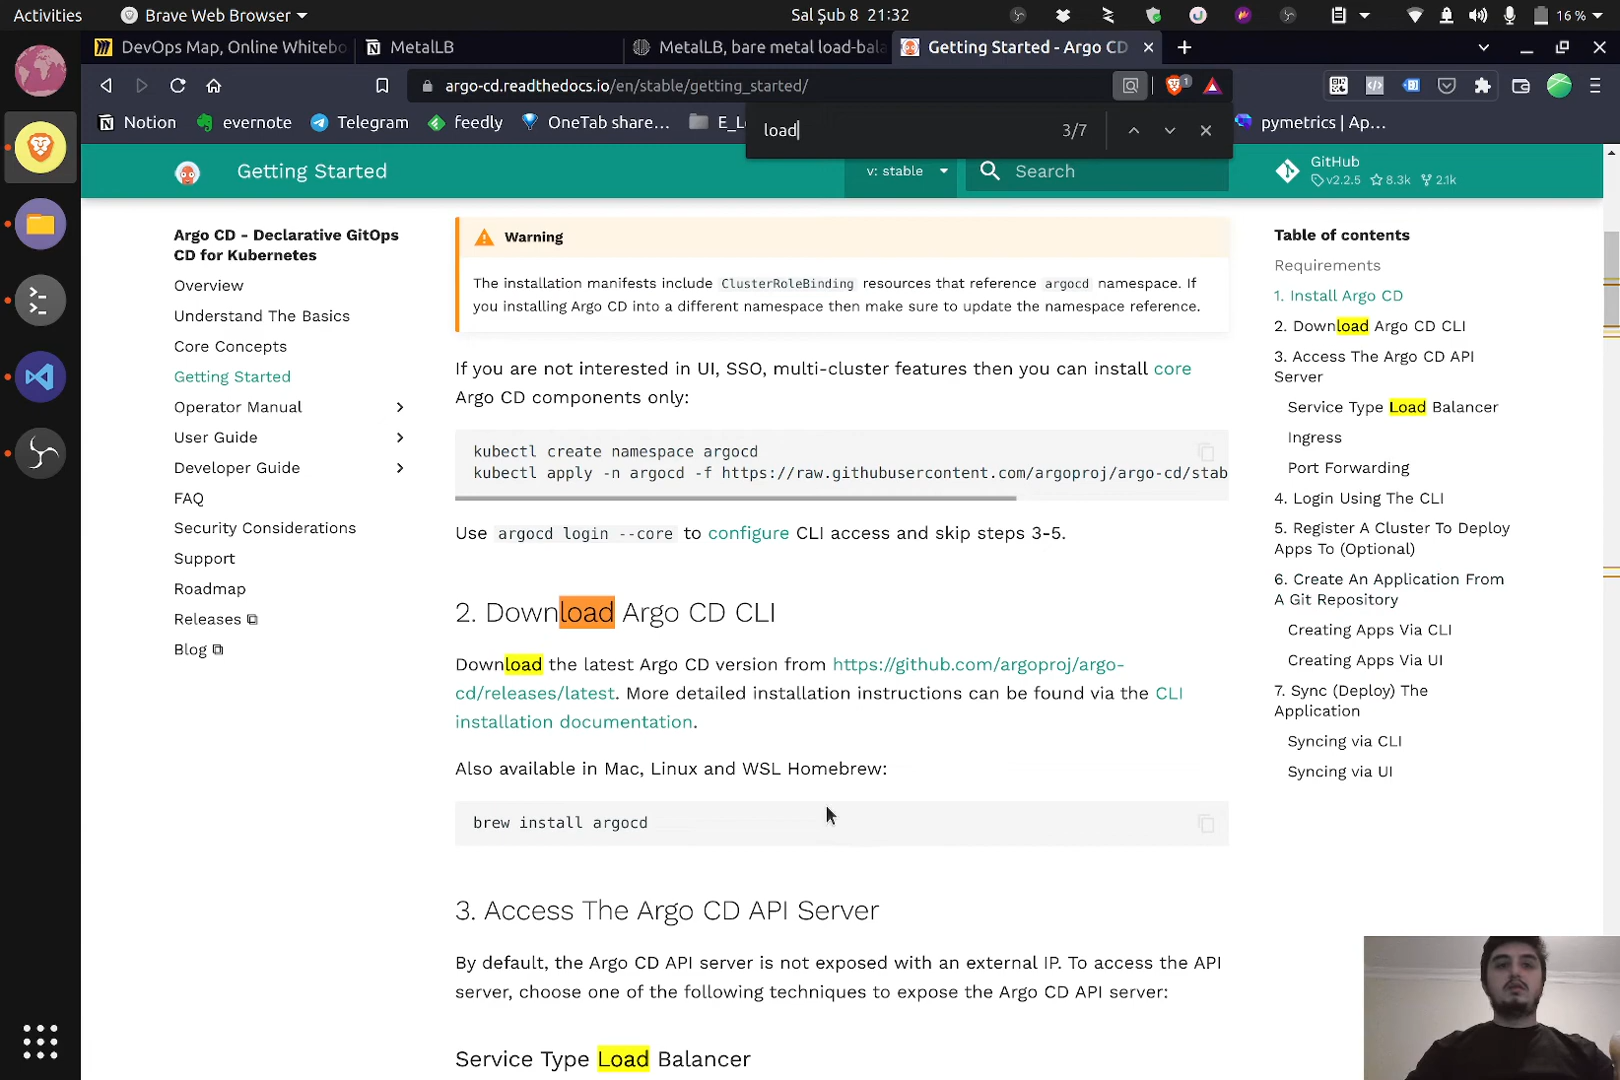 Activities
Brave Web Browser
Sal Şub 8 21:32
16 %
DevOps Map, Online Whitebo
MetalLB
MetalLB, bare metal load-bala
Getting Started - Argo CD
argo-cd.readthedocs.io/en/stable/getting_started/
1
Notion
evernote
Telegram
feedly
OneTab share...
E_Lo
pymetrics | Ap...
load
3/7
Getting Started
v: stable
Search
GitHub
v2.2.5 8.3k 2.1k
Argo CD - Declarative GitOps
CD for Kubernetes
Overview
Understand The Basics
Core Concepts
Getting Started
Operator Manual
User Guide
Developer Guide
FAQ
Security Considerations
Support
Roadmap
Releases
Blog
Warning
The installation manifests include ClusterRoleBinding resources that reference argocd namespace. If
you installing Argo CD into a different namespace then make sure to update the namespace reference.
If you are not interested in UI, SSO, multi-cluster features then you can install core
Argo CD components only:
kubectl create namespace argocd
kubectl apply -n argocd -f https://raw.githubusercontent.com/argoproj/argo-cd/stab
Use argocd login --core to configure CLI access and skip steps 3-5.
2. Download Argo CD CLI
Download the latest Argo CD version from https://github.com/argoproj/argo-
cd/releases/latest. More detailed installation instructions can be found via the CLI
installation documentation.
Also available in Mac, Linux and WSL Homebrew:
brew install argocd
3. Access The Argo CD API Server
By default, the Argo CD API server is not exposed with an external IP. To access the API
server, choose one of the following techniques to expose the Argo CD API server:
Service Type Load Balancer
Table of contents
Requirements
1. Install Argo CD
2. Download Argo CD CLI
3. Access The Argo CD API
Server
Service Type Load Balancer
Ingress
Port Forwarding
4. Login Using The CLI
5. Register A Cluster To Deploy
Apps To (Optional)
6. Create An Application From
A Git Repository
Creating Apps Via CLI
Creating Apps Via UI
7. Sync (Deploy) The
Application
Syncing via CLI
Syncing via UI